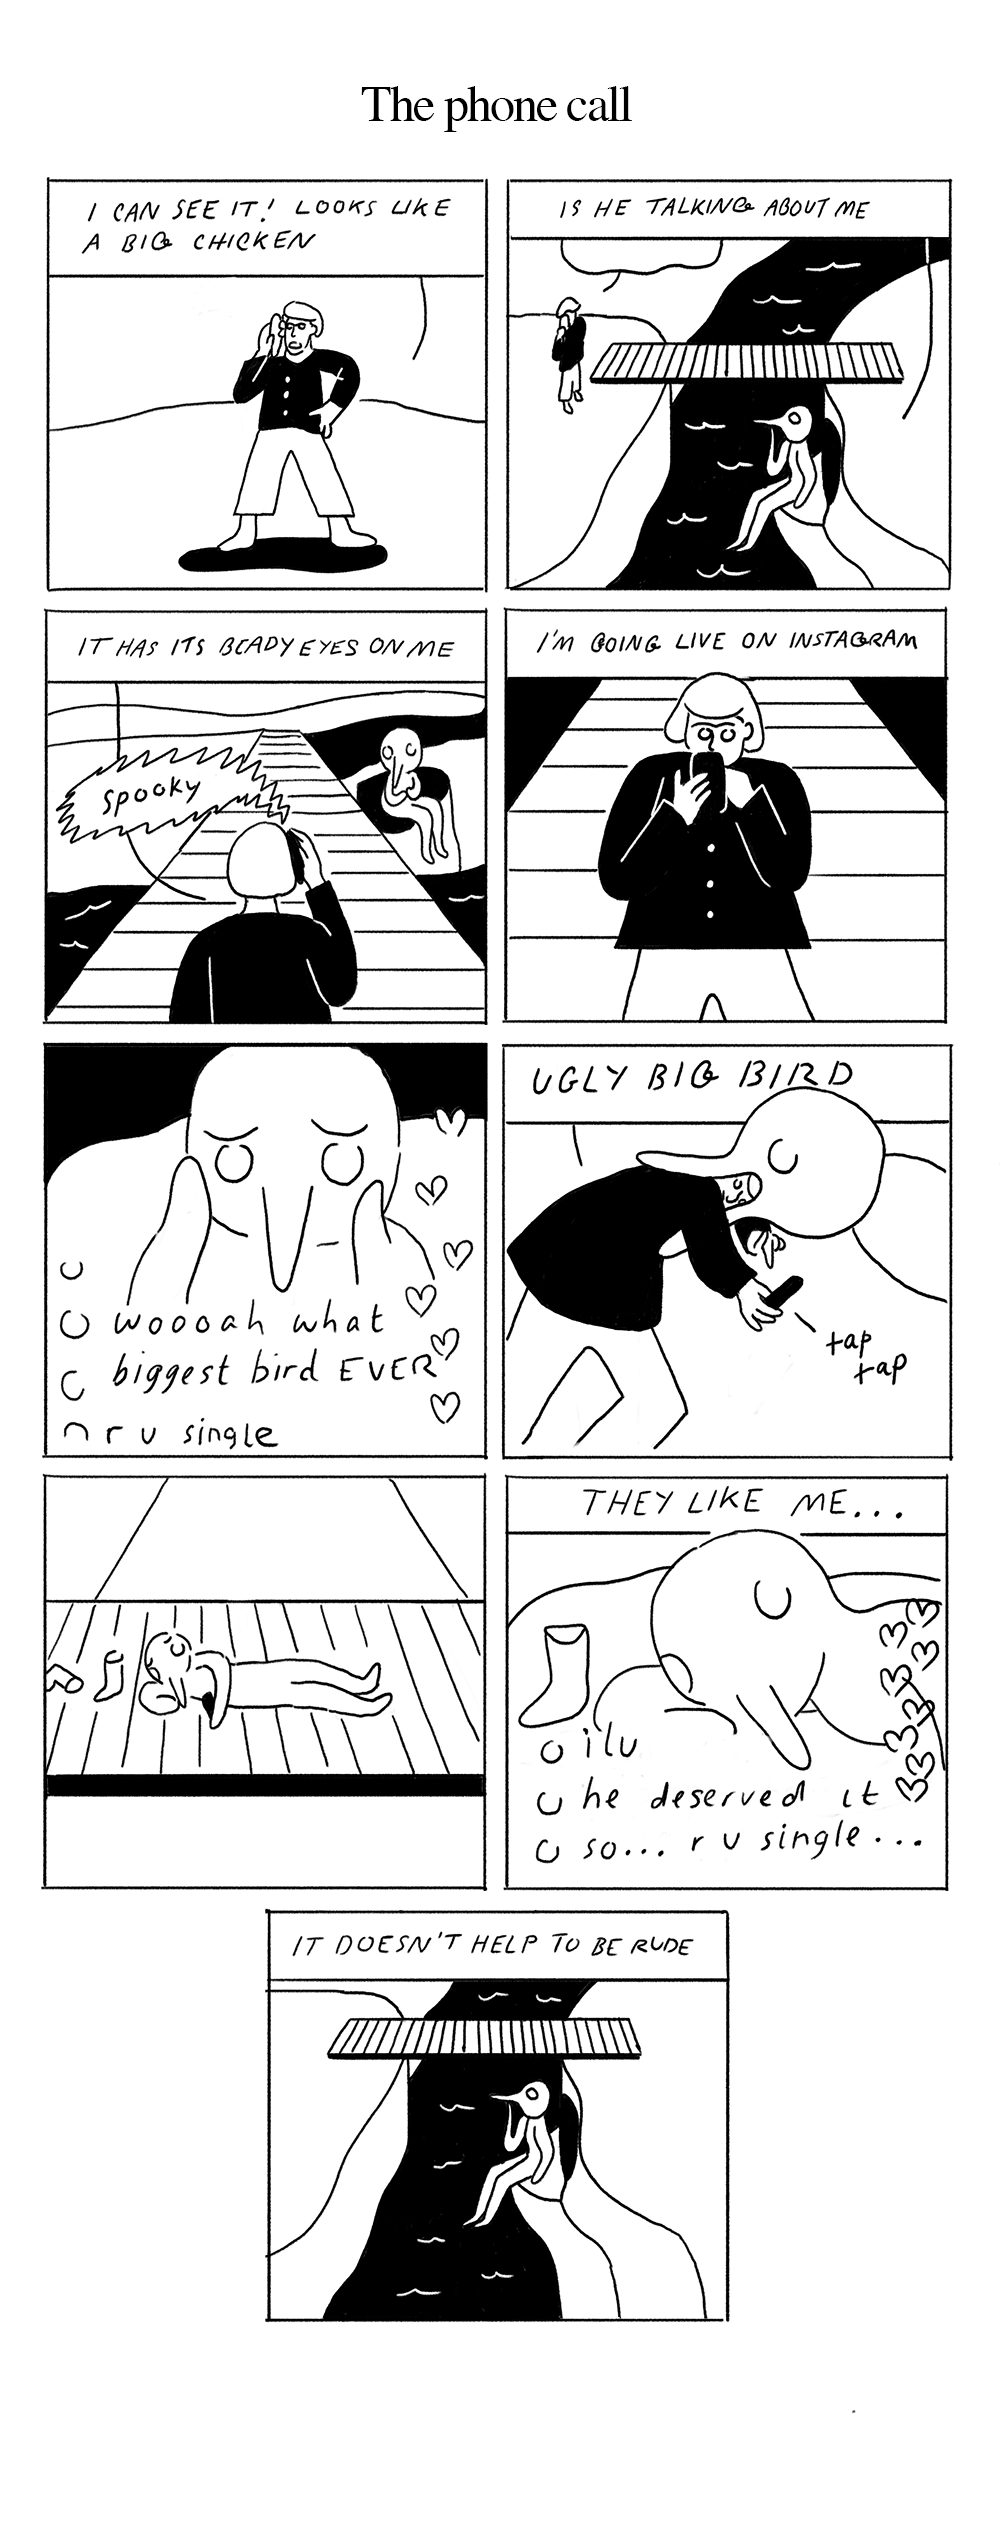 The phone call
I CAN SEE IT! LOOKS LIKE
A BIG CHICKEN
IS HE TALKING ABOUT ME
IT HAS ITS BEADY EYES ON ME
spooky
I'M GOING LIVE ON INSTAGRAM
woooah what
biggest bird EVER
r u single
UGLY BIG BIRD
tap
tap
THEY LIKE ME...
ilu
he deserved it
so... r u single...
IT DOESN'T HELP TO BE RUDE